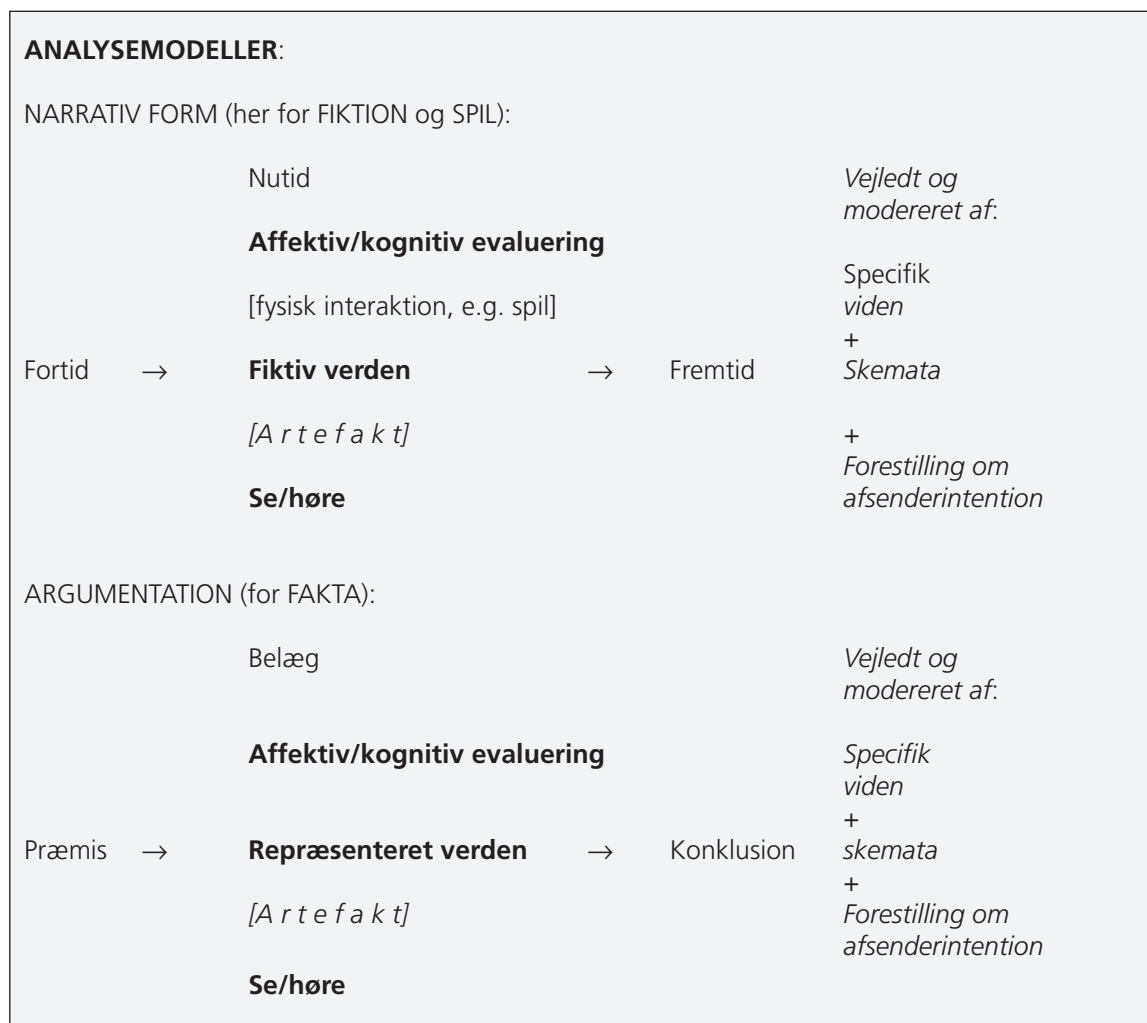 ANALYSEMODELLER:
NARRATIV FORM (her for FIKTION og SPIL):
Nutid
Vejledt og
modereret af:
Affektiv/kognitiv evaluering
Specifik
[fysisk interaktion, e.g. spil]
viden
+
Fortid → Fiktiv verden → Fremtid Skemata
[A r t e f a k t]
+
Forestilling om
Se/høre
afsenderintention
ARGUMENTATION (for FAKTA):
Belæg
Vejledt og
modereret af:
Affektiv/kognitiv evaluering
Specifik
viden
+
Præmis → Repræsenteret verden → Konklusion skemata
+
[A r t e f a k t]
Forestilling om
afsenderintention
Se/høre